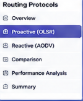 Routing Protocols
Overview
Proactive (OLSR)
Reactive (AODV)
Comparison
Performance Analysis
Summary